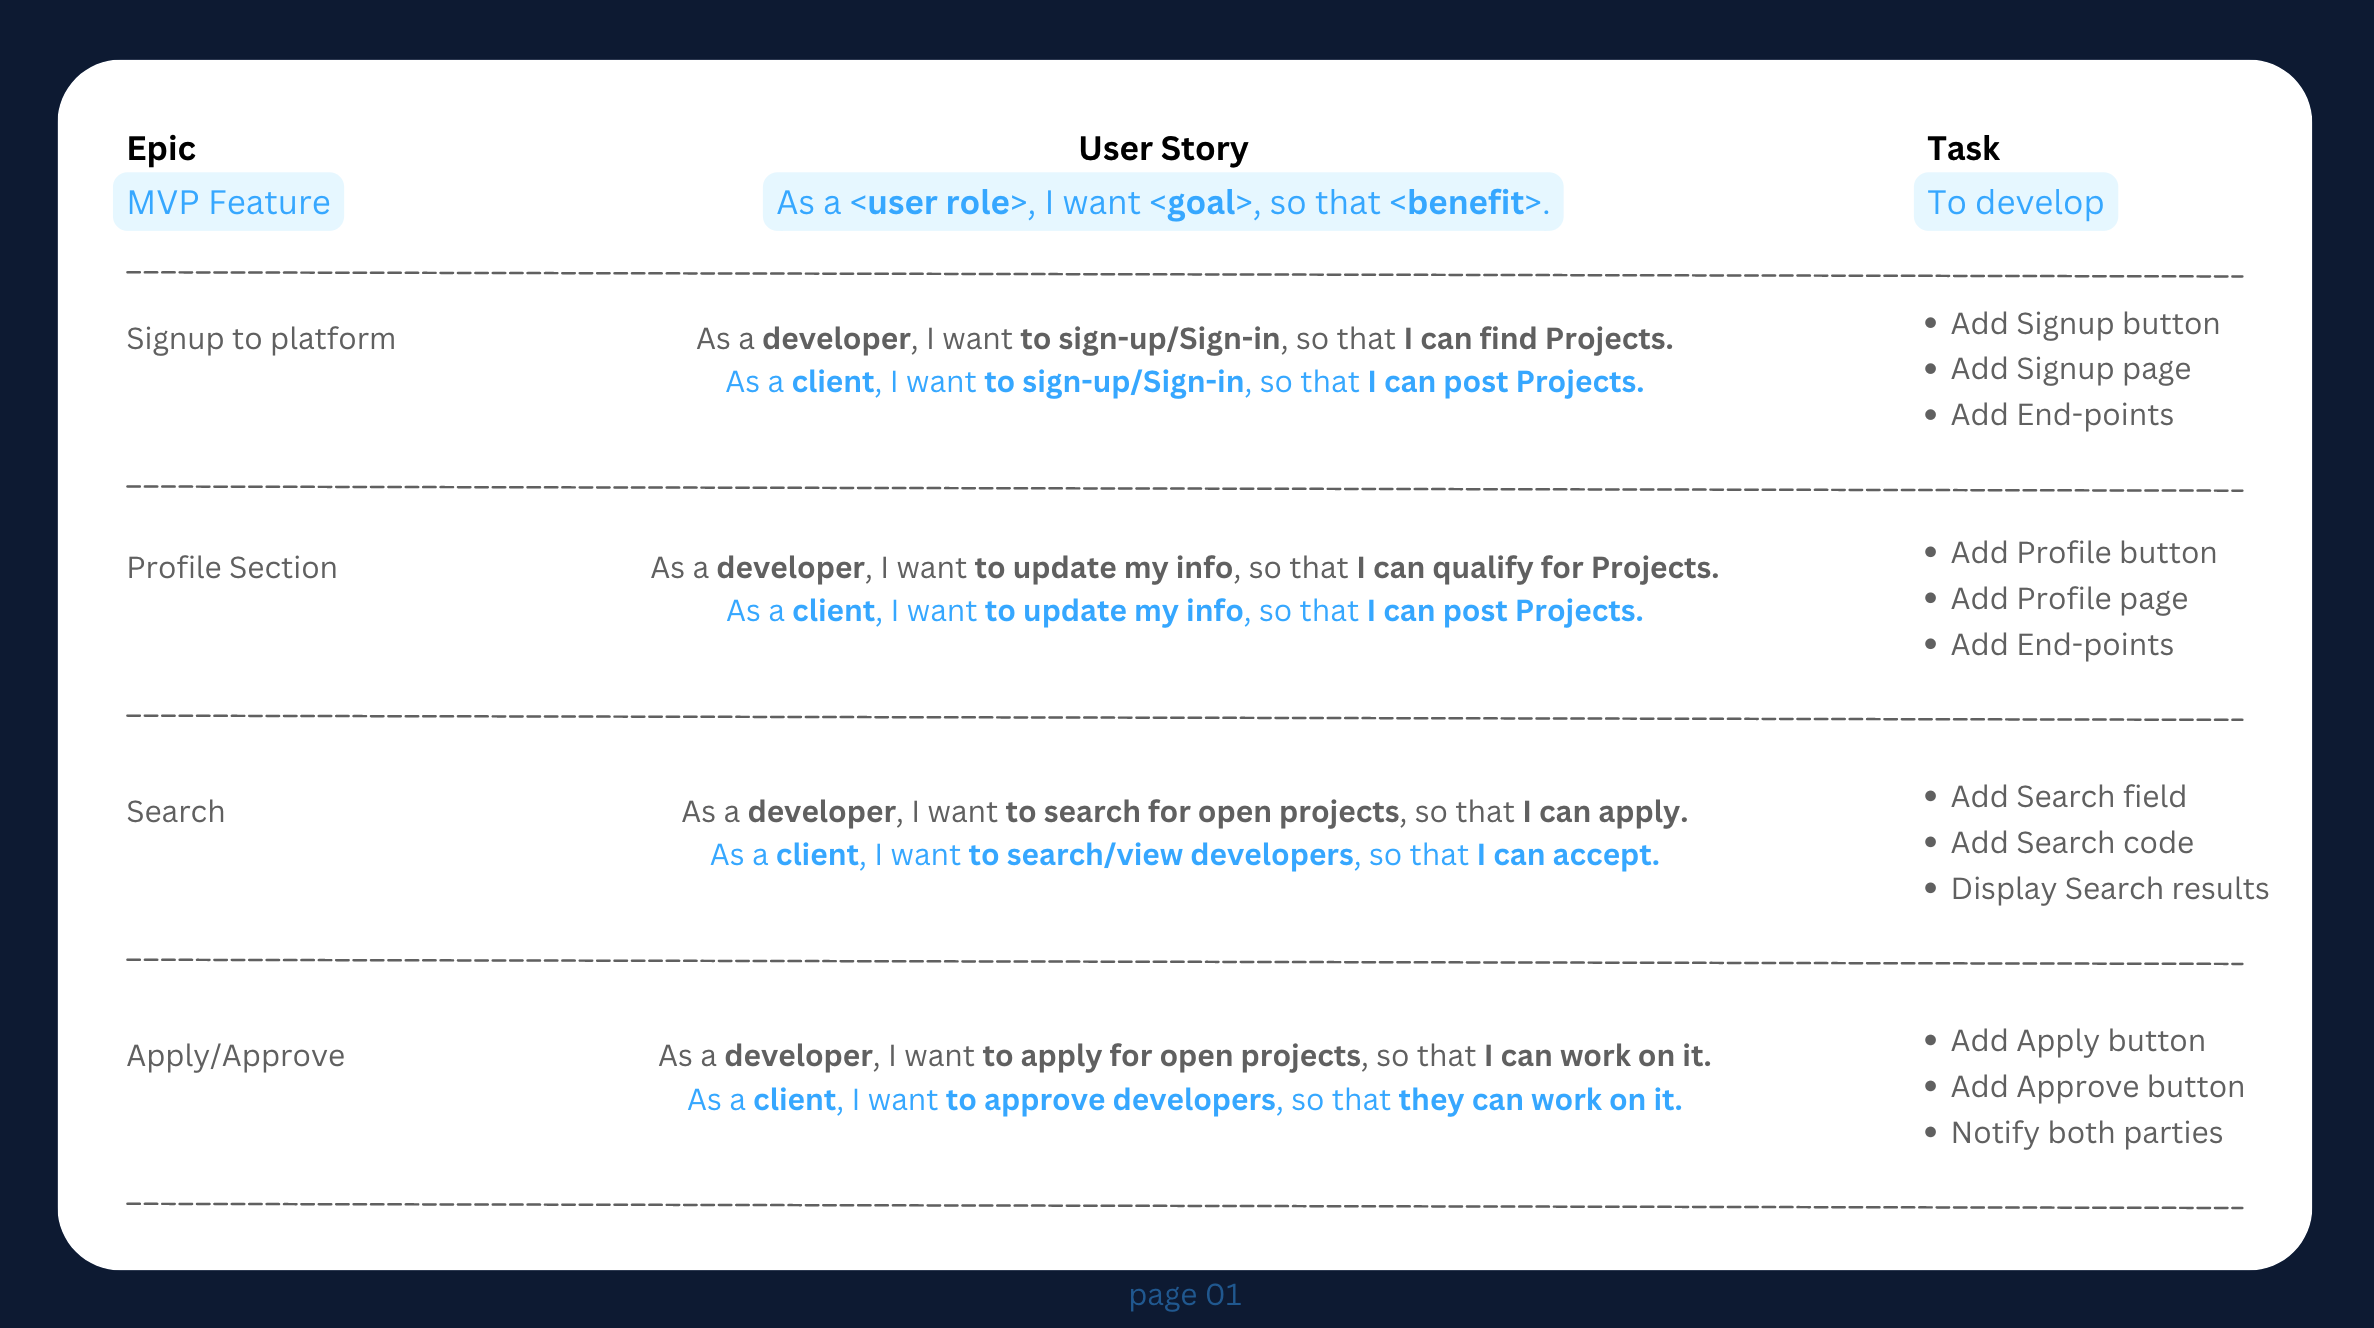 Epic
User Story
Task
MVP Feature
As a <user role>, I want <goal>, so that <benefit>.
To develop
Signup to platform
As a developer, I want to sign-up/Sign-in, so that I can find Projects.
As a client, I want to sign-up/Sign-in, so that I can post Projects.
• Add Signup button
• Add Signup page
• Add End-points
Profile Section
As a developer, I want to update my info, so that I can qualify for Projects.
As a client, I want to update my info, so that I can post Projects.
• Add Profile button
• Add Profile page
• Add End-points
Search
As a developer, I want to search for open projects, so that I can apply.
As a client, I want to search/view developers, so that I can accept.
• Add Search field
• Add Search code
• Display Search results
Apply/Approve
As a developer, I want to apply for open projects, so that I can work on it.
As a client, I want to approve developers, so that they can work on it.
• Add Apply button
• Add Approve button
• Notify both parties
page 01